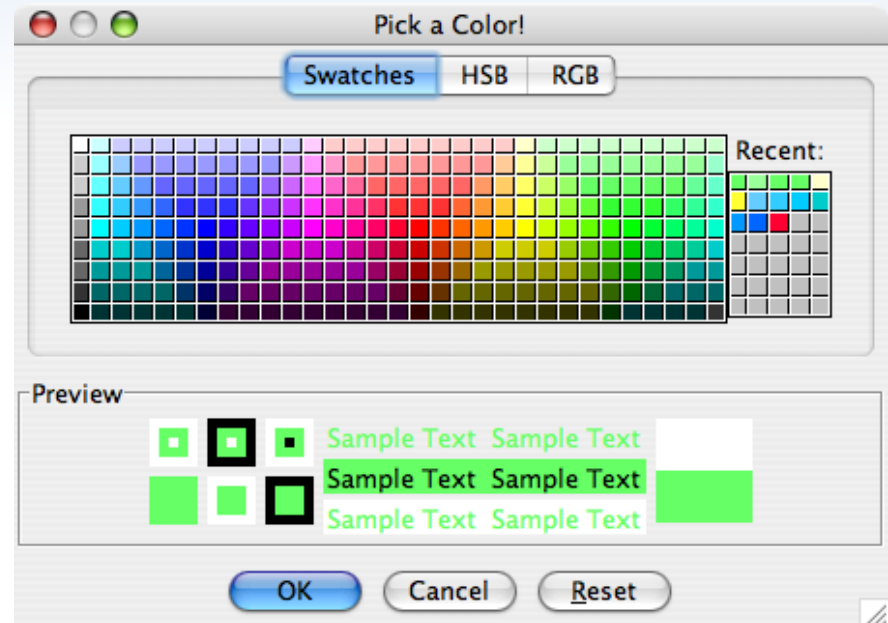 Pick a Color!
Swatches HSB RGB
Recent:
Preview
Sample Text Sample Text
Sample Text Sample Text
Sample Text Sample Text
OK Cancel Reset